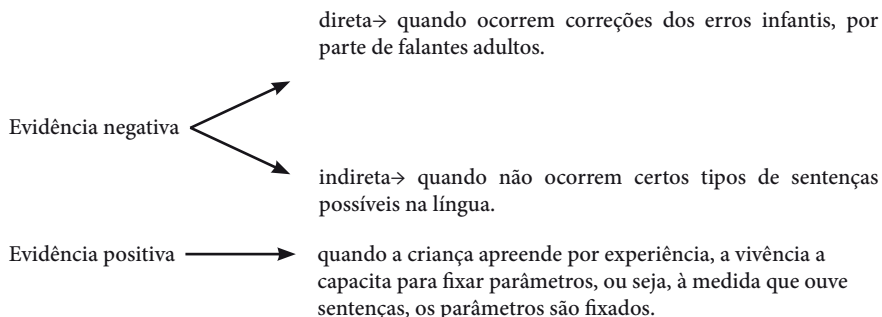 direta→ quando ocorrem correções dos erros infantis, por
parte de falantes adultos.
Evidência negativa
indireta→ quando não ocorrem certos tipos de sentenças
possíveis na língua.
Evidência positiva
quando a criança apreende por experiência, a vivência a
capacita para fixar parâmetros, ou seja, à medida que ouve
sentenças, os parâmetros são fixados.